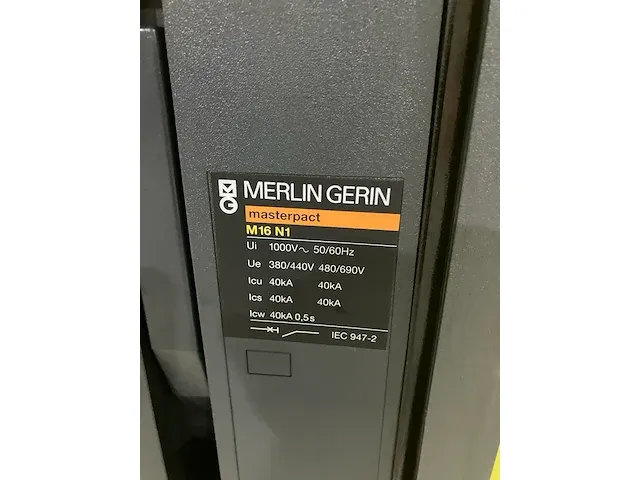 MG MERLIN GERIN
masterpact
M16 N1
Ui 1000V~ 50/60Hz
Ue 380/440V 480/690V
Icu 40kA 40kA
Ics 40kA 40kA
Icw 40kA 0,5s
IEC 947-2